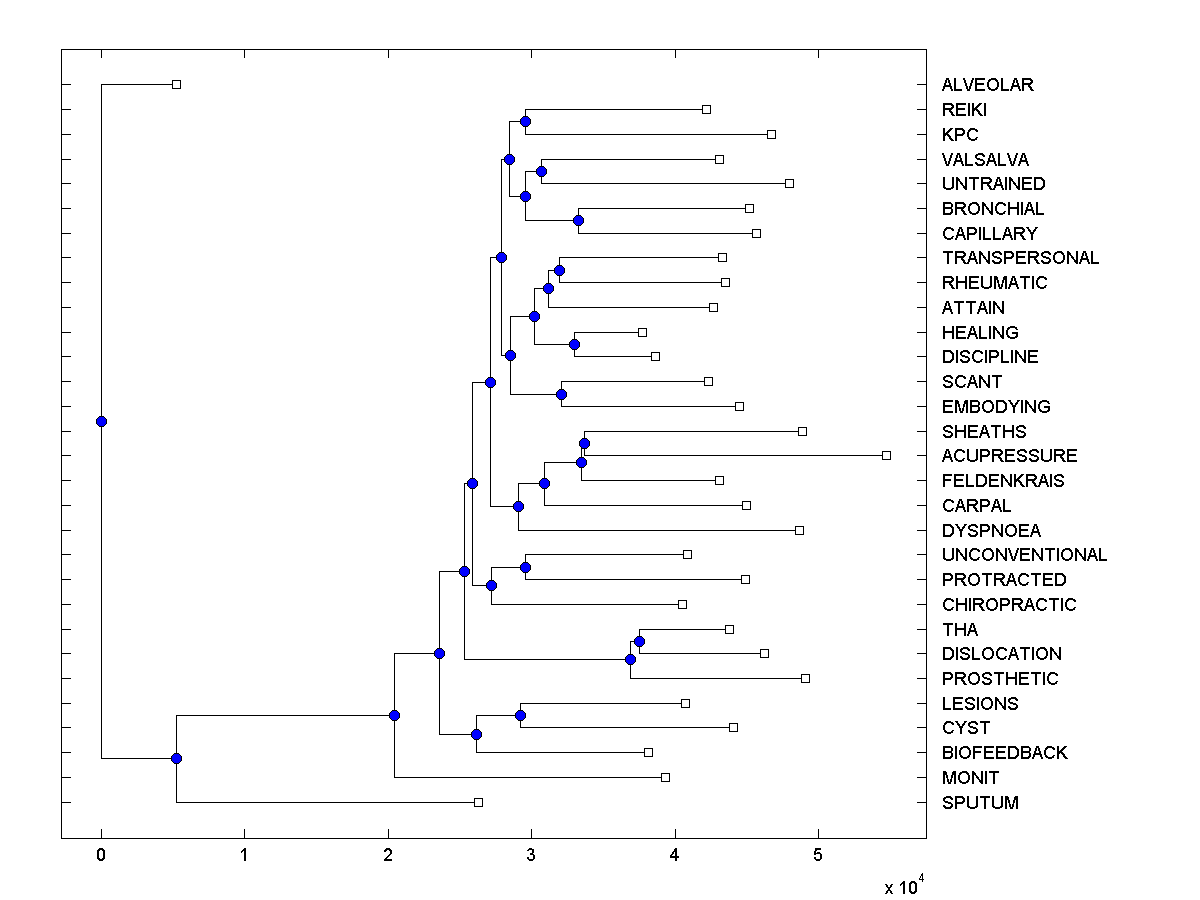 ALVEOLAR
REIKI
KPC
VALSALVA
UNTRAINED
BRONCHIAL
CAPILLARY
TRANSPERSONAL
RHEUMATIC
ATTAIN
HEALING
DISCIPLINE
SCANT
EMBODYING
SHEATHS
ACUPRESSURE
FELDENKRAIS
CARPAL
DYSPNOEA
UNCONVENTIONAL
PROTRACTED
CHIROPRACTIC
THA
DISLOCATION
PROSTHETIC
LESIONS
CYST
BIOFEEDBACK
MONIT
SPUTUM
0 1 2 3 4 5
x 10^4